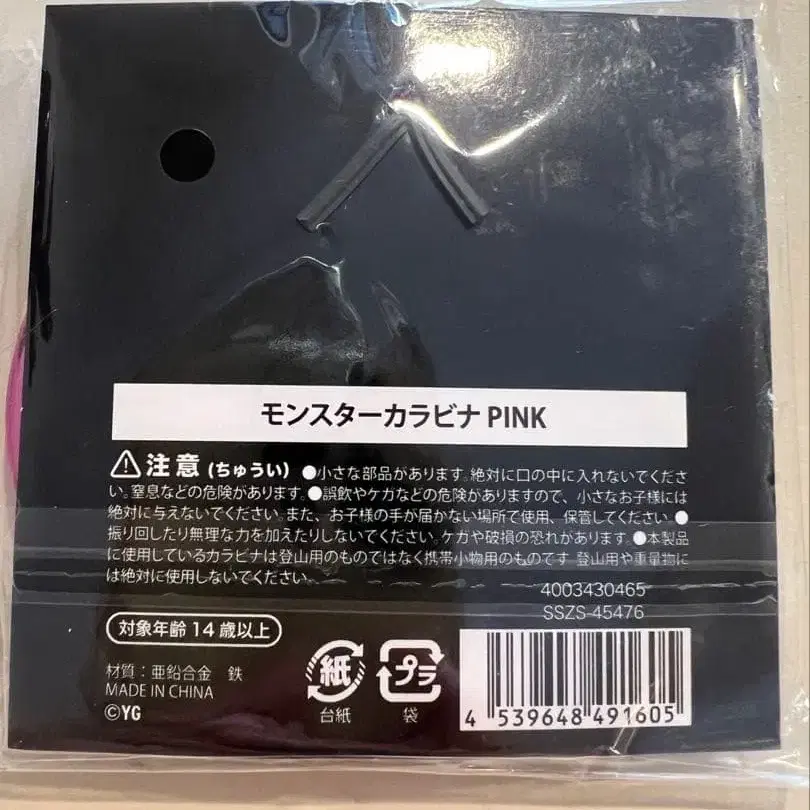 モンスターカラビナ PINK
⚠注意(ちゅうい) ●小さな部品があります。絶対に口の中に入れないでくださ
い。窒息などの危険があります。●誤飲やケガなどの危険がありますので、小さなお子様には
絶対に与えないでください。また、お子様の手が届かない場所で使用、保管してください。●
振り回したり無理な力を加えたりしないでください。ケガや破損の恐れがあります。●本製品
に使用しているカラビナは登山用のものではなく携帯小物用のものです。登山用や重量物に
は絶対に使用しないでください。
4003430465
SSZS-45476
対象年齢14歳以上
材質:亜鉛合金 鉄
MADE IN CHINA
©YG
紙
台紙
プラ
袋
4 539648 491605